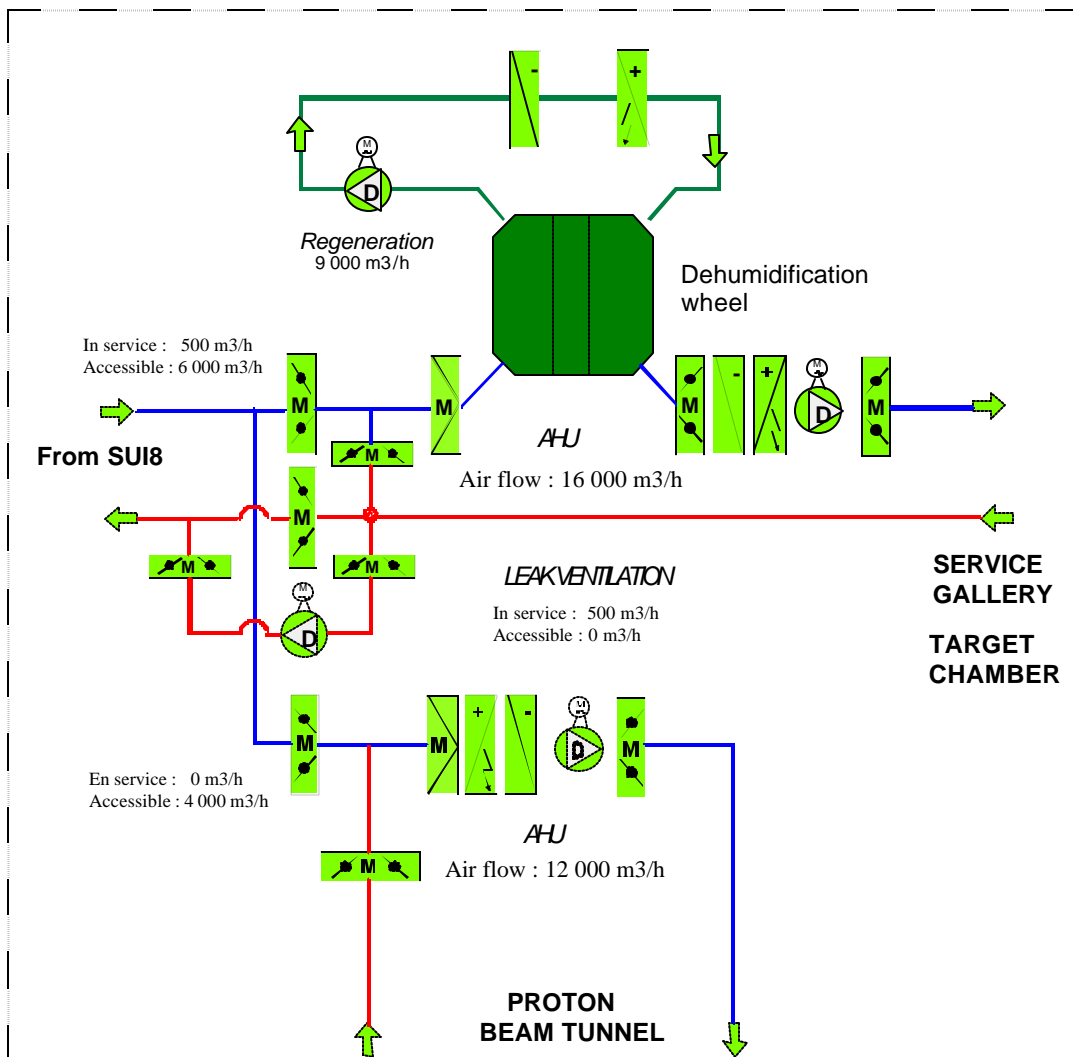 -
+
M
D
Regeneration
9 000 m3/h
Dehumidification
wheel
In service : 500 m3/h
Accessible : 6 000 m3/h
M
M
M
-
+
M
D
M
From SUI8
M
AHU
Air flow : 16 000 m3/h
M
M
M
LEAK VENTILATION
SERVICE
GALLERY
M
D
In service : 500 m3/h
Accessible : 0 m3/h
TARGET
CHAMBER
M
M
+
-
M
D
M
En service : 0 m3/h
Accessible : 4 000 m3/h
AHU
Air flow : 12 000 m3/h
M
PROTON
BEAM TUNNEL